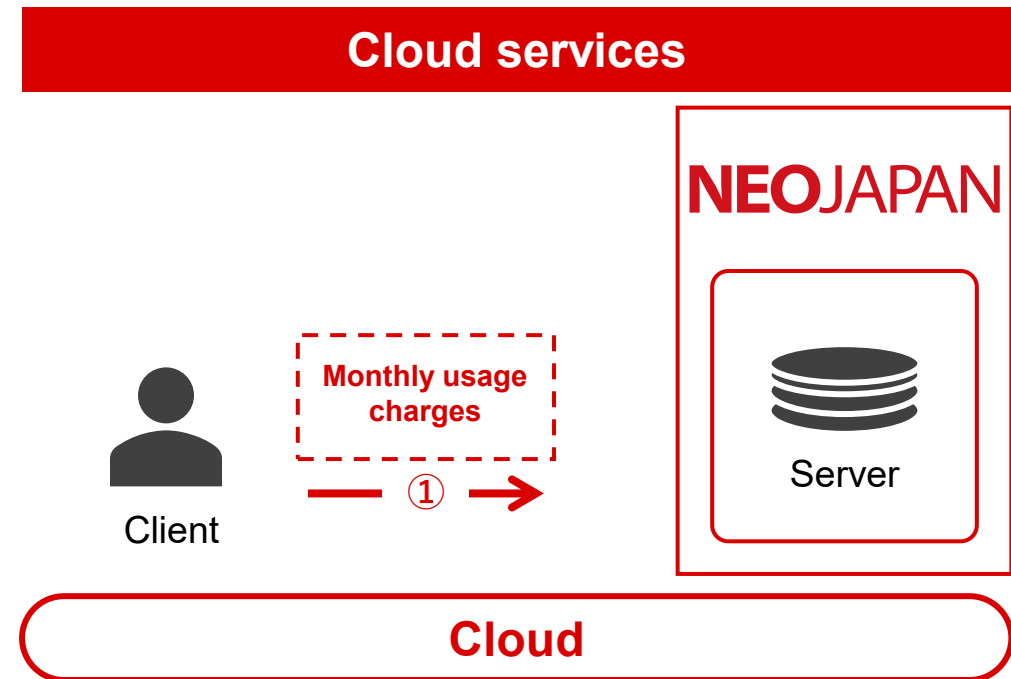 Cloud services
NEOJAPAN
Monthly usage
charges
①
Client
Server
Cloud